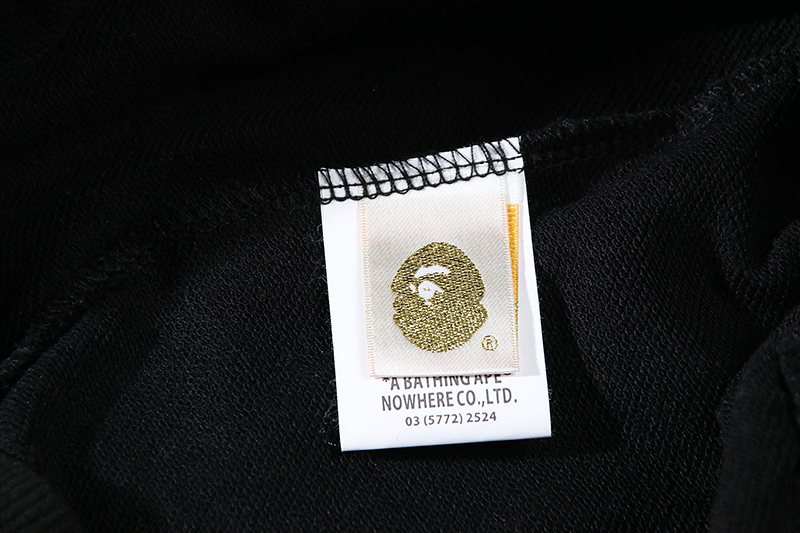 ®
*A BATHING APE®
NOWHERE CO.,LTD.
03 (5772) 2524